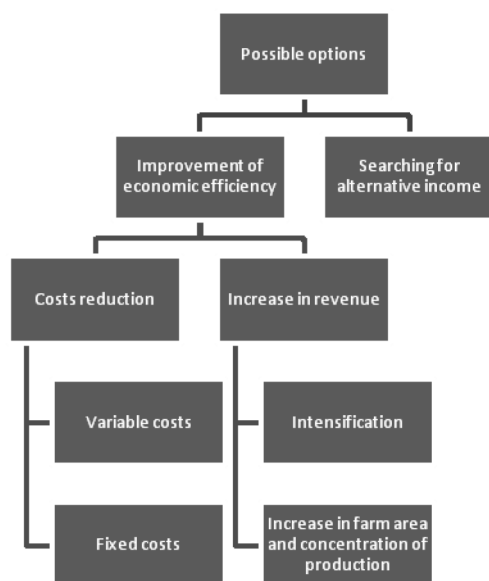 Possible options
Improvement of
economic efficiency
Searching for
alternative income
Costs reduction
Increase in revenue
Variable costs
Intensification
Fixed costs
Increase in farm area
and concentration of
production